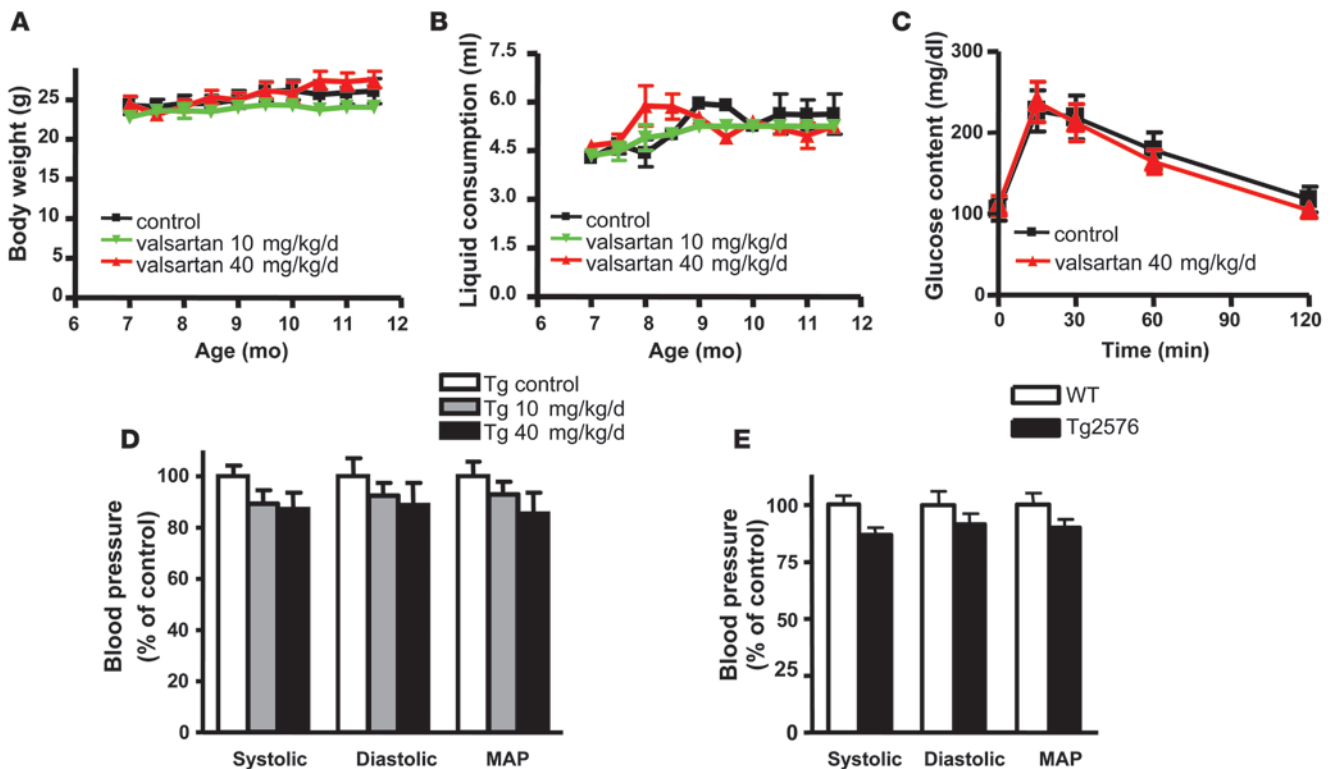 A
Body weight (g)
25
20
15
10
5
0
control
valsartan 10 mg/kg/d
valsartan 40 mg/kg/d
6 7 8 9 10 11 12
Age (mo)
B
Liquid consumption (ml)
7.5
6.0
4.5
3.0
1.5
0.0
control
valsartan 10 mg/kg/d
valsartan 40 mg/kg/d
6 7 8 9 10 11 12
Age (mo)
C
Glucose content (mg/dl)
300
200
100
0
control
valsartan 40 mg/kg/d
0 30 60 90 120
Time (min)
D
Tg control
Tg 10 mg/kg/d
Tg 40 mg/kg/d
Blood pressure
(% of control)
100
80
60
40
20
0
Systolic Diastolic MAP
E
WT
Tg2576
Blood pressure
(% of control)
100
75
50
25
0
Systolic Diastolic MAP